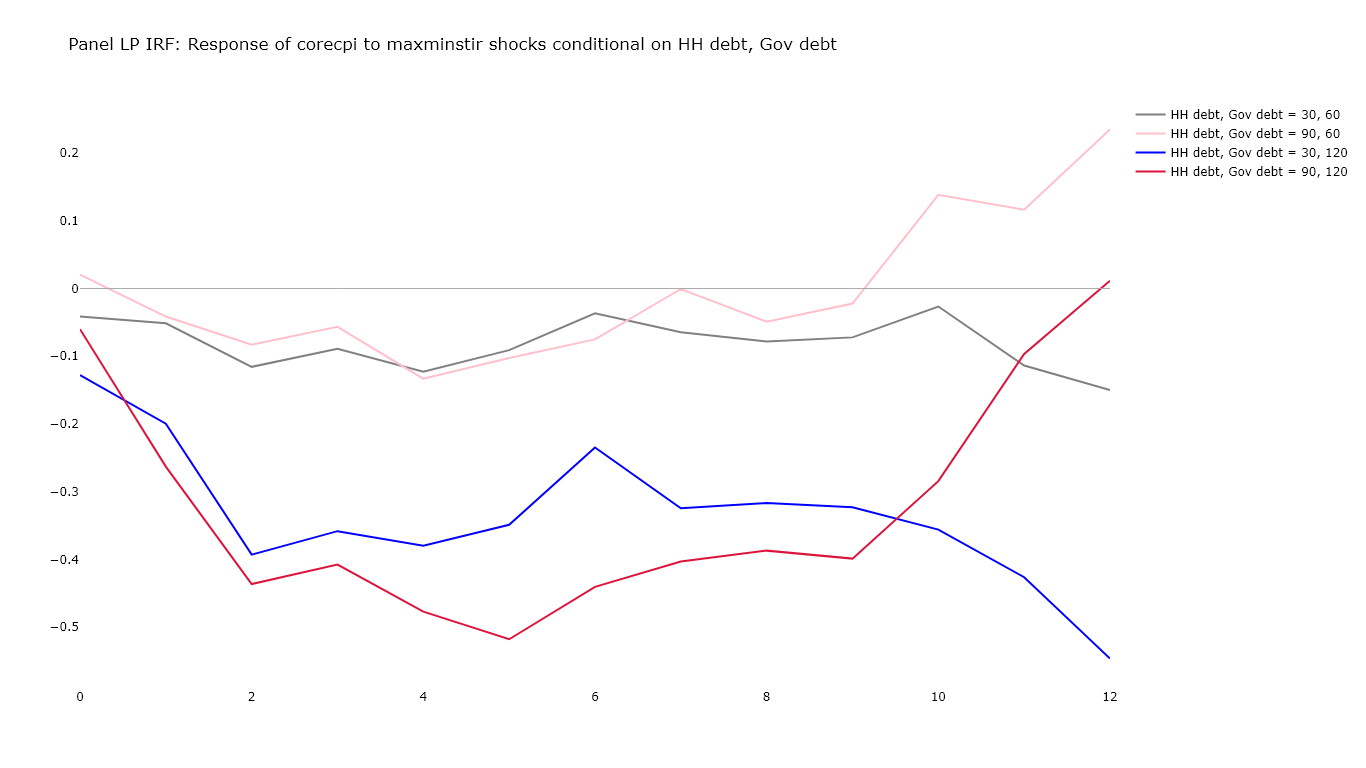 Panel LP IRF: Response of corecpi to maxminstir shocks conditional on HH debt, Gov debt
HH debt, Gov debt = 30, 60
HH debt, Gov debt = 90, 60
HH debt, Gov debt = 30, 120
HH debt, Gov debt = 90, 120
0.2
0.1
0
−0.1
−0.2
−0.3
−0.4
−0.5
0 2 4 6 8 10 12